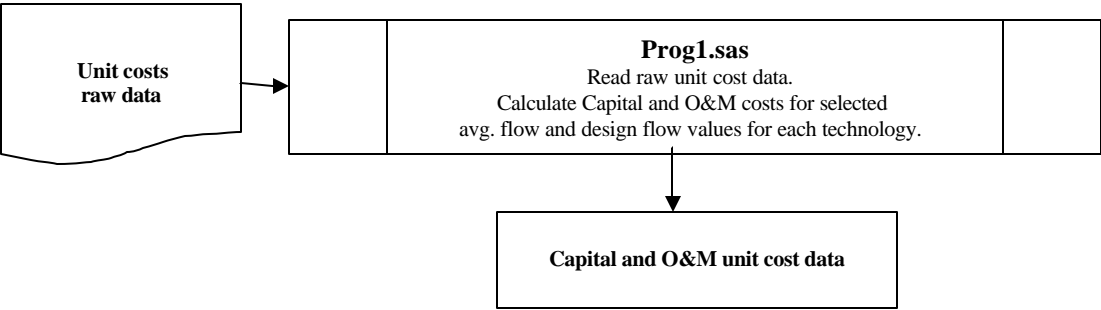 Unit costs
raw data
Prog1.sas
Read raw unit cost data.
Calculate Capital and O&M costs for selected
avg. flow and design flow values for each technology.
Capital and O&M unit cost data